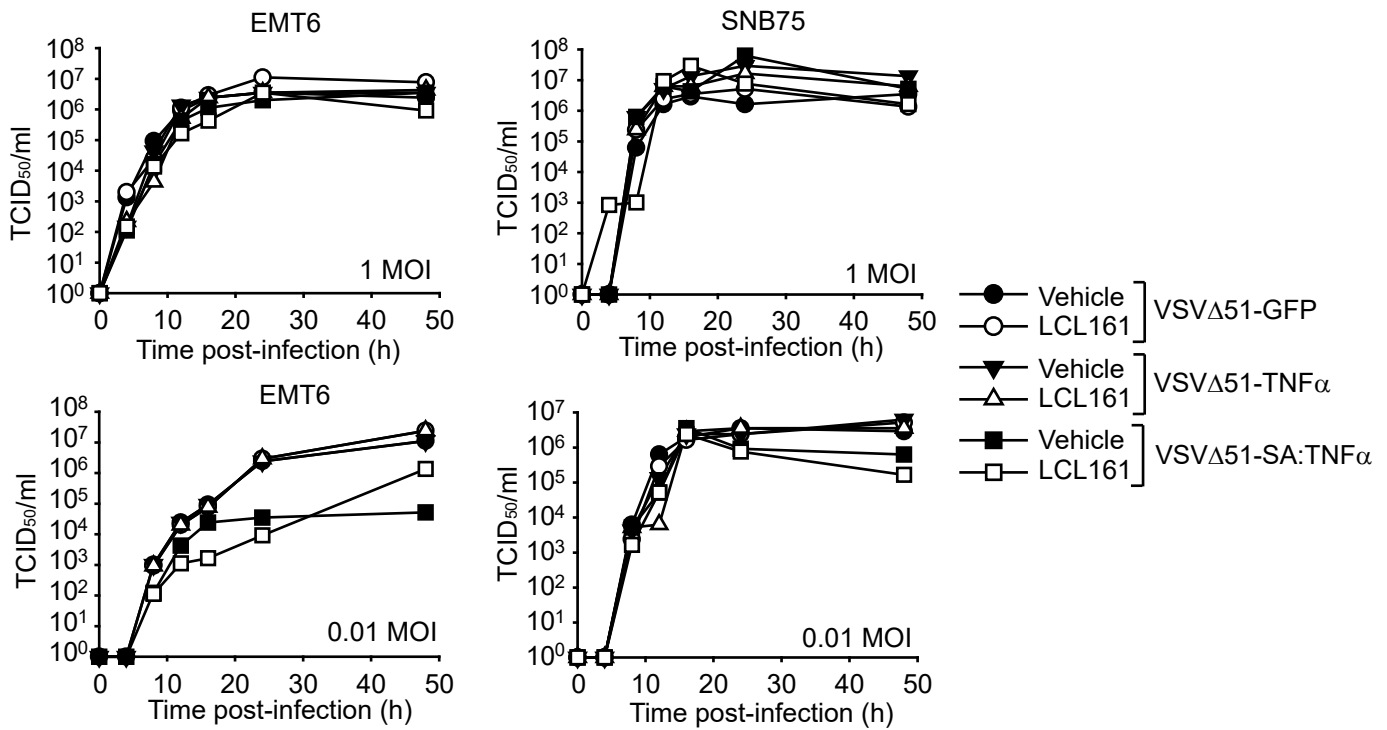 EMT6
10⁸
10⁷
10⁶
10⁵
10⁴
10³
10²
10¹
10⁰
TCID₅₀/ml
1 MOI
0 10 20 30 40 50
Time post-infection (h)
SNB75
10⁸
10⁷
10⁶
10⁵
10⁴
10³
10²
10¹
10⁰
TCID₅₀/ml
1 MOI
0 10 20 30 40 50
Time post-infection (h)
EMT6
10⁸
10⁷
10⁶
10⁵
10⁴
10³
10²
10¹
10⁰
TCID₅₀/ml
0.01 MOI
0 10 20 30 40 50
Time post-infection (h)
10⁷
10⁶
10⁵
10⁴
10³
10²
10¹
10⁰
TCID₅₀/ml
0.01 MOI
0 10 20 30 40 50
Time post-infection (h)
Vehicle
LCL161
VSVΔ51-GFP
Vehicle
LCL161
VSVΔ51-TNFα
Vehicle
LCL161
VSVΔ51-SA:TNFα